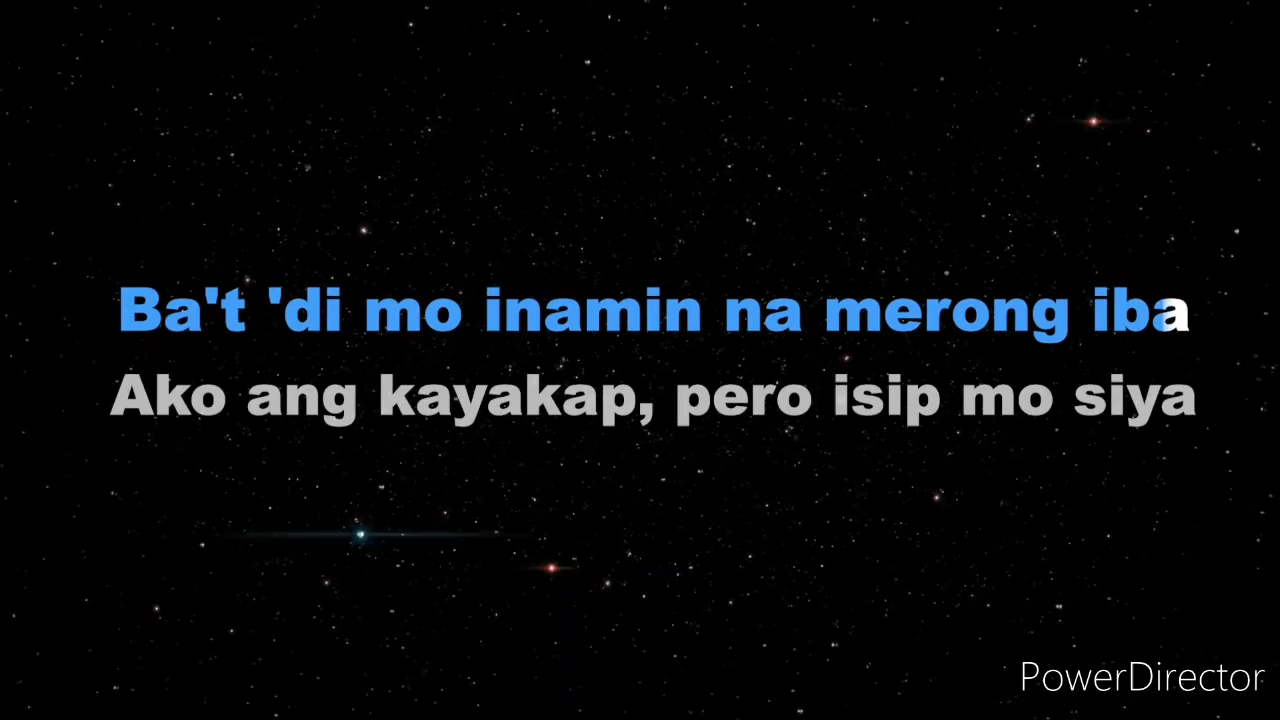 Ba't 'di mo inamin na merong iba
Ako ang kayakap, pero isip mo siya
PowerDirector